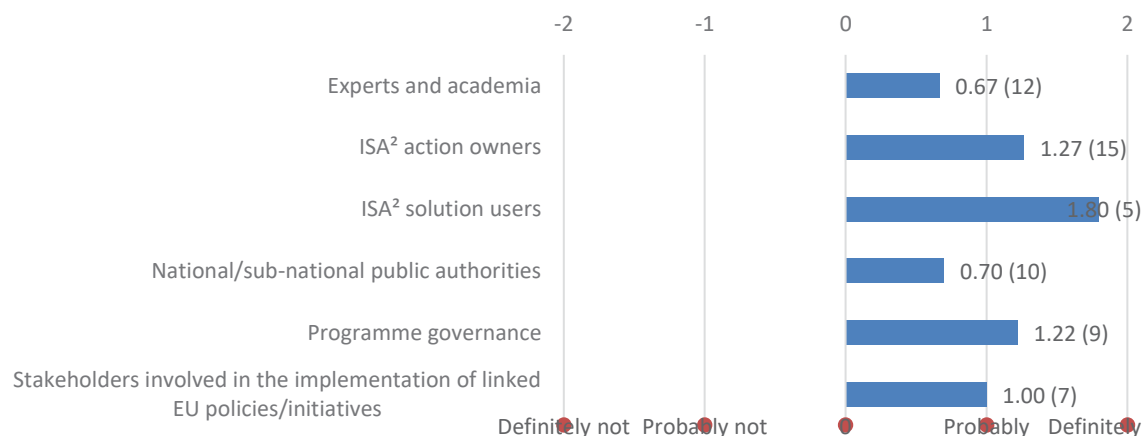 -2 -1 0 1 2
Experts and academia 0.67 (12)
ISA² action owners 1.27 (15)
ISA² solution users 1.80 (5)
National/sub-national public authorities 0.70 (10)
Programme governance 1.22 (9)
Stakeholders involved in the implementation of linked
EU policies/initiatives 1.00 (7)
Definitely not Probably not 0 Probably Definitely